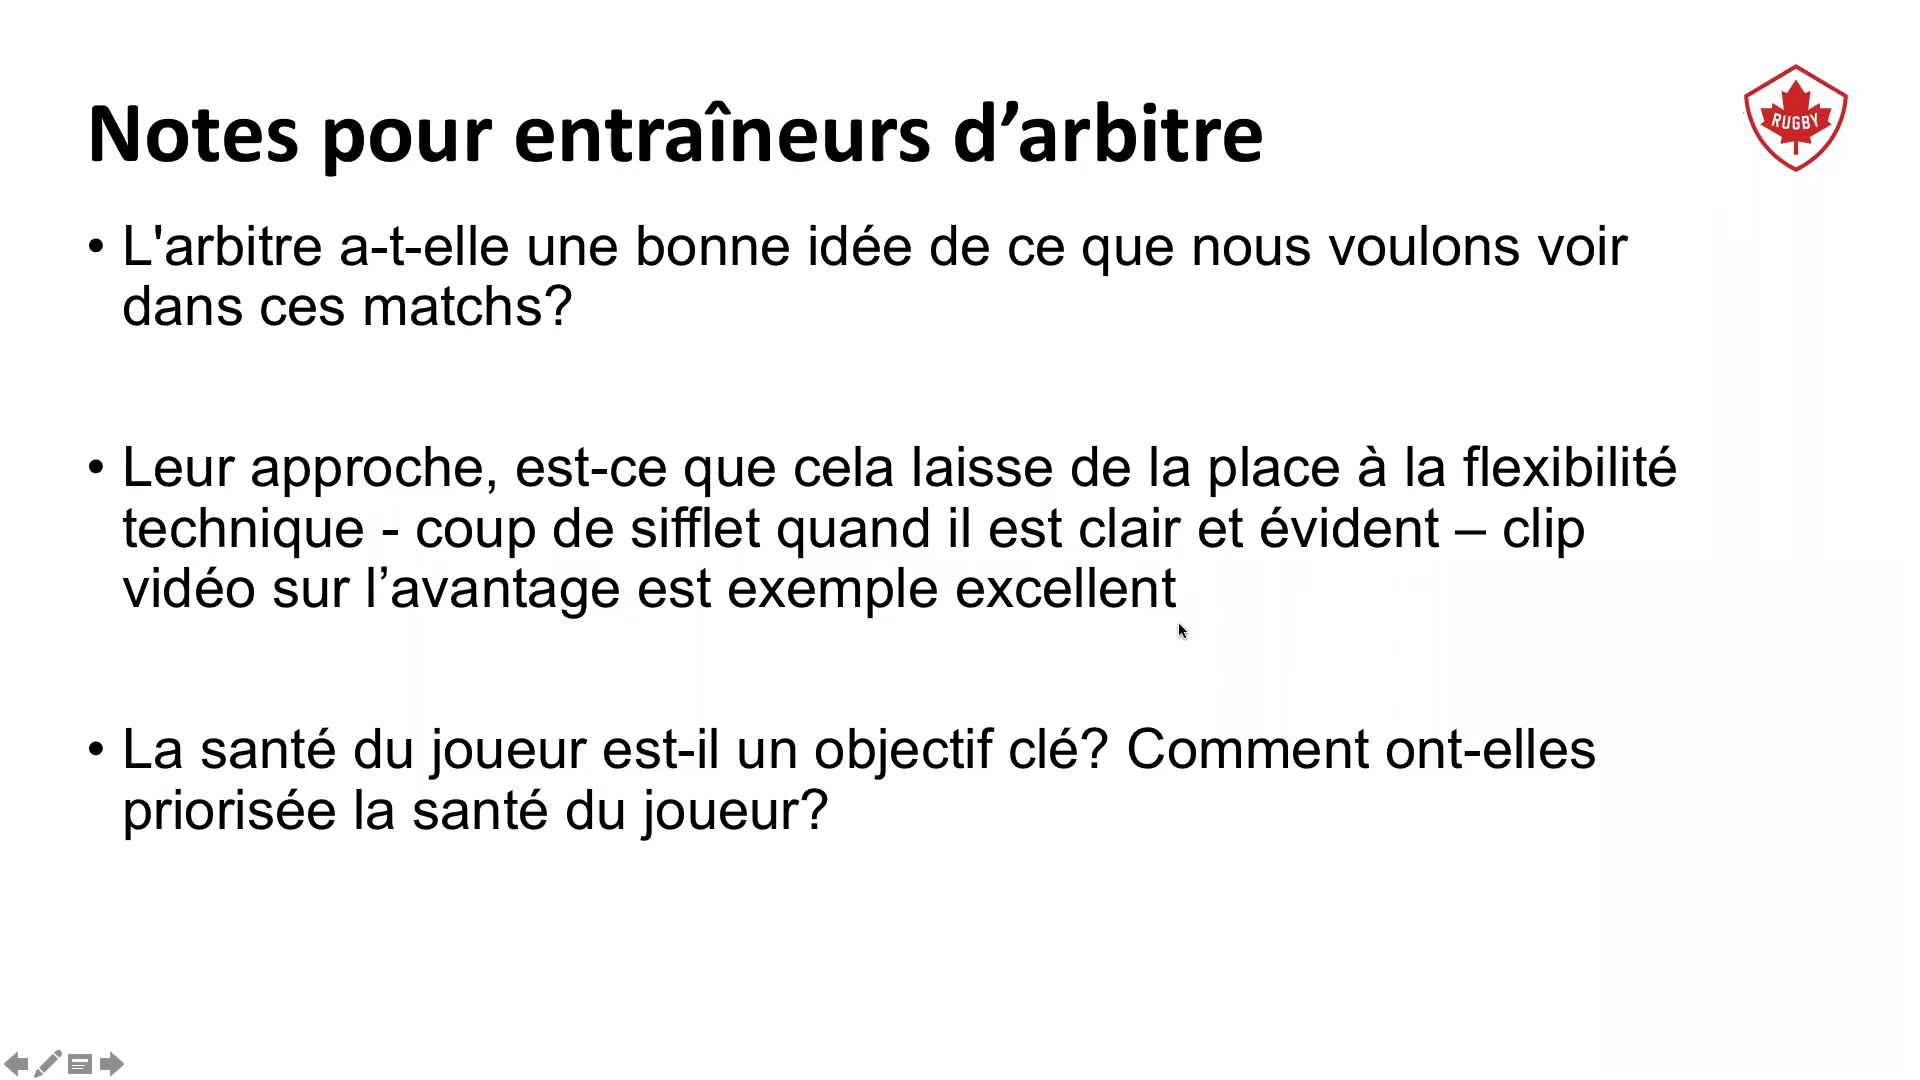 Notes pour entraîneurs d’arbitre
RUGBY
• L'arbitre a-t-elle une bonne idée de ce que nous voulons voir
dans ces matchs?
• Leur approche, est-ce que cela laisse de la place à la flexibilité
technique - coup de sifflet quand il est clair et évident – clip
vidéo sur l’avantage est exemple excellent
• La santé du joueur est-il un objectif clé? Comment ont-elles
priorisée la santé du joueur?